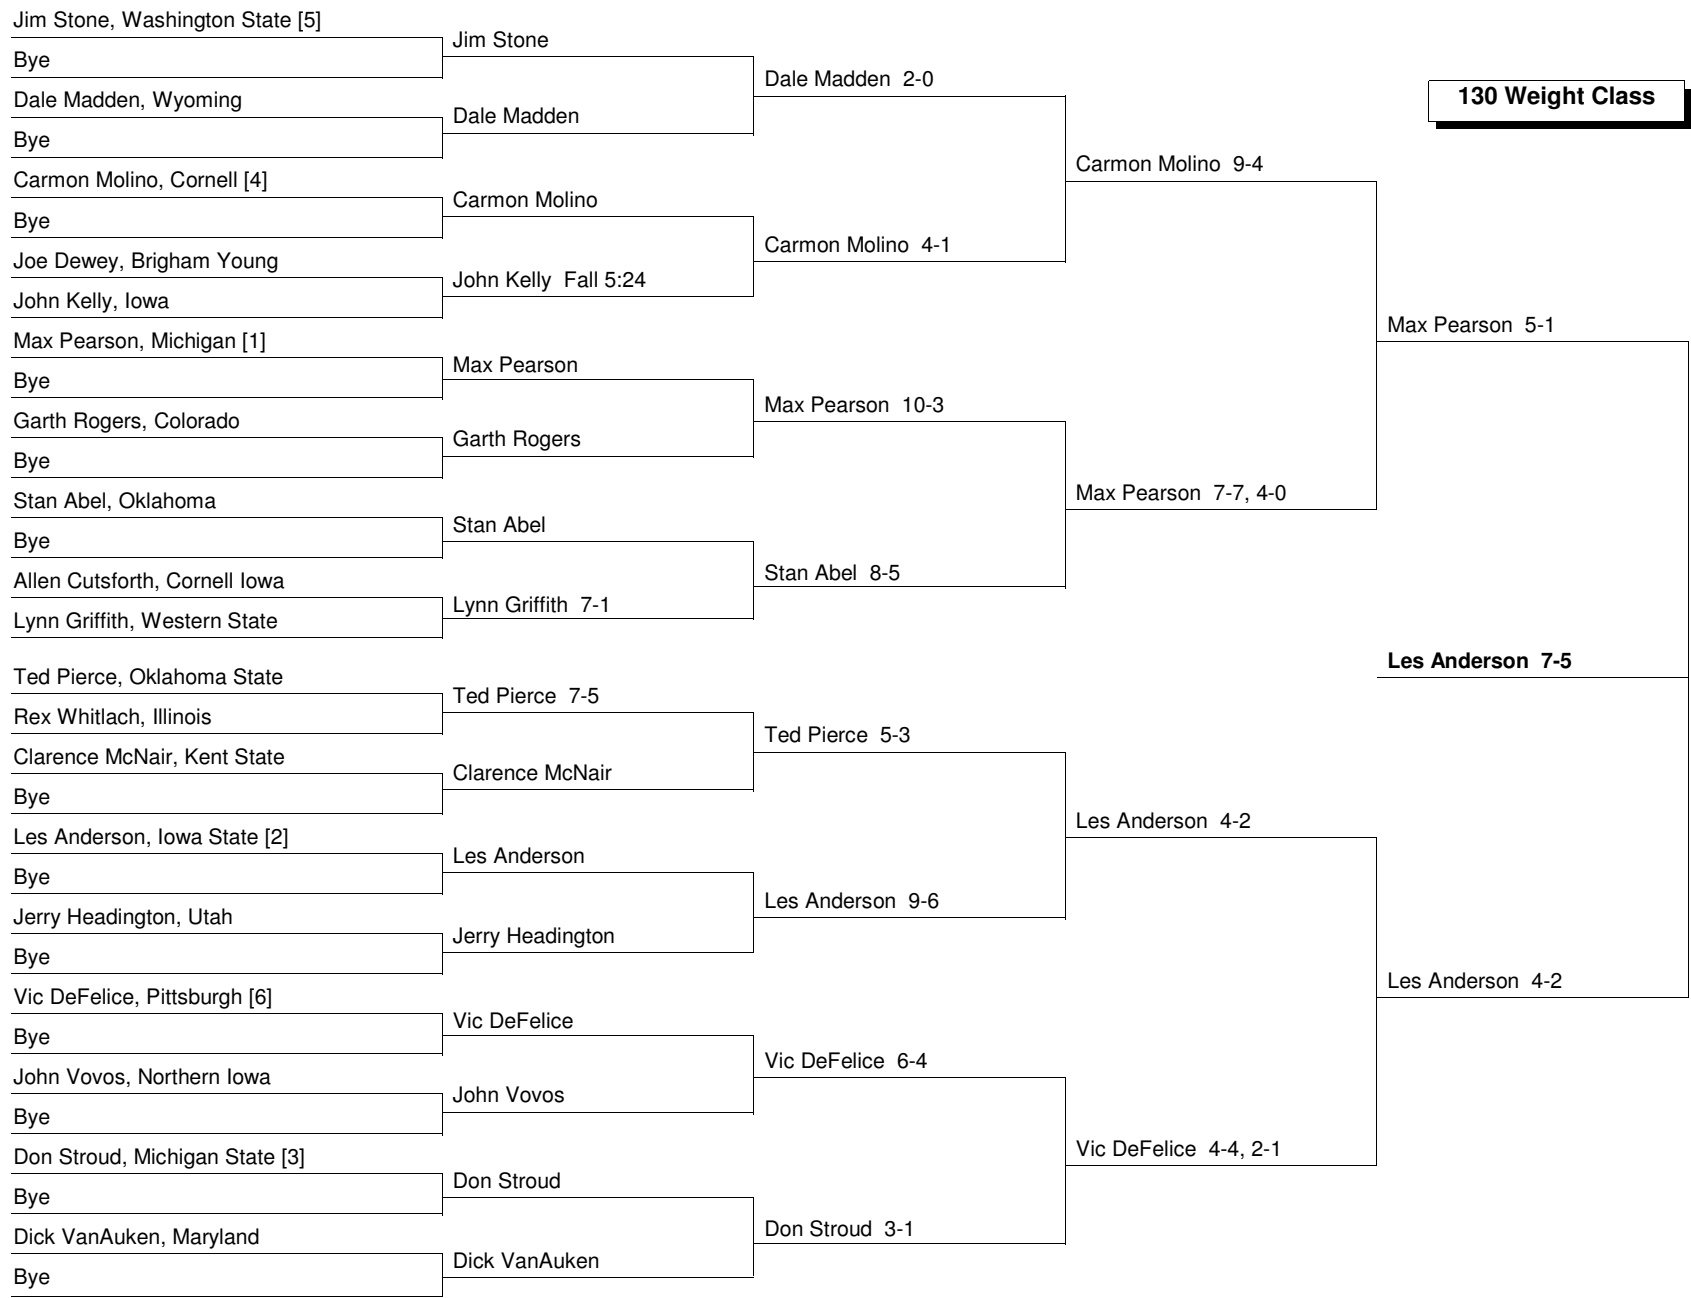 Jim Stone, Washington State [5]
Bye
Dale Madden, Wyoming
Bye
Carmon Molino, Cornell [4]
Bye
Joe Dewey, Brigham Young
John Kelly, Iowa
Max Pearson, Michigan [1]
Bye
Garth Rogers, Colorado
Bye
Stan Abel, Oklahoma
Bye
Allen Cutsforth, Cornell Iowa
Lynn Griffith, Western State
Ted Pierce, Oklahoma State
Rex Whitlach, Illinois
Clarence McNair, Kent State
Bye
Les Anderson, Iowa State [2]
Bye
Jerry Headington, Utah
Bye
Vic DeFelice, Pittsburgh [6]
Bye
John Vovos, Northern Iowa
Bye
Don Stroud, Michigan State [3]
Bye
Dick VanAuken, Maryland
Bye
Jim Stone
Dale Madden
Carmon Molino
John Kelly  Fall 5:24
Max Pearson
Garth Rogers
Stan Abel
Lynn Griffith  7-1
Ted Pierce  7-5
Clarence McNair
Les Anderson
Jerry Headington
Vic DeFelice
John Vovos
Don Stroud
Dick VanAuken
Dale Madden  2-0
Carmon Molino  4-1
Max Pearson  10-3
Stan Abel  8-5
Ted Pierce  5-3
Les Anderson  9-6
Vic DeFelice  6-4
Don Stroud  3-1
Carmon Molino  9-4
Max Pearson  7-7, 4-0
Les Anderson  4-2
Vic DeFelice  4-4, 2-1
130 Weight Class
Max Pearson  5-1
Les Anderson  7-5
Les Anderson  4-2